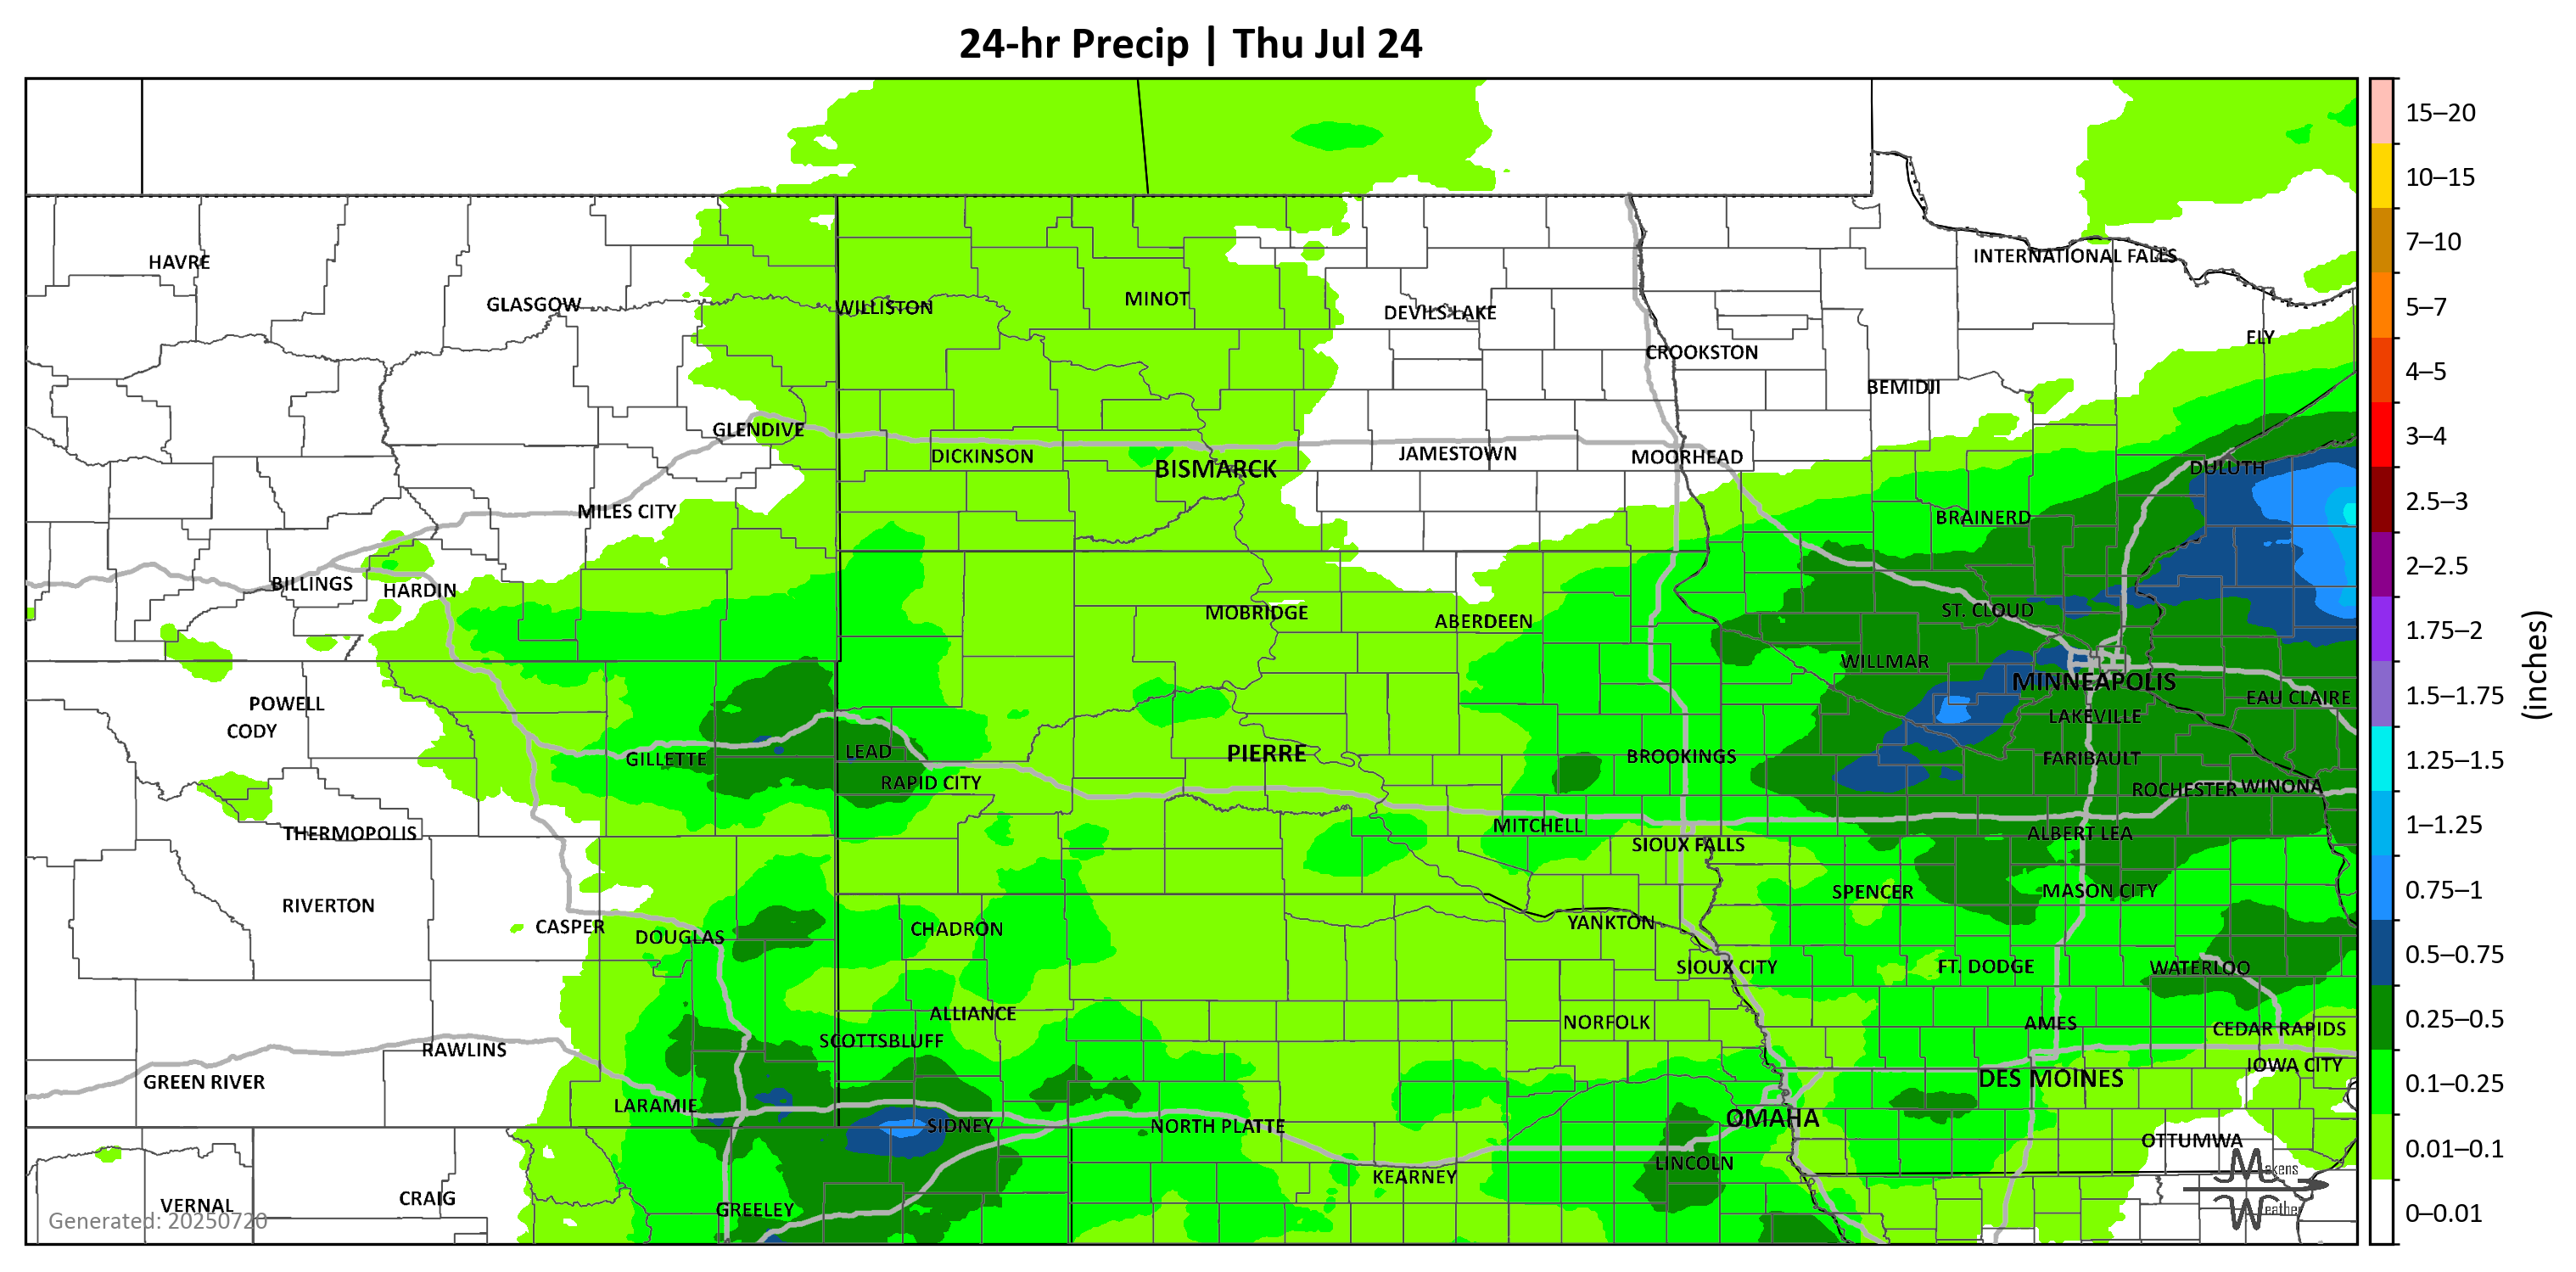 24-hr Precip | Thu Jul 24
INTERNATIONAL FALLS
HAVRE
GLASGOW
WILLISTON
MINOT
DEVILS LAKE
ELY
CROOKSTON
BEMIDJI
GLENDIVE
DICKINSON
BISMARCK
JAMESTOWN
MOORHEAD
DULUTH
MILES CITY
BRAINERD
BILLINGS
HARDIN
MOBRIDGE
ABERDEEN
ST. CLOUD
WILLMAR
MINNEAPOLIS
EAU CLAIRE
POWELL
CODY
LAKEVILLE
GILLETTE
LEAD
PIERRE
BROOKINGS
FARIBAULT
RAPID CITY
ROCHESTER
WINONA
THERMOPOLIS
MITCHELL
ALBERT LEA
SIOUX FALLS
RIVERTON
SPENCER
MASON CITY
CASPER
DOUGLAS
CHADRON
YANKTON
SIOUX CITY
FT. DODGE
WATERLOO
ALLIANCE
NORFOLK
AMES
CEDAR RAPIDS
SCOTTSBLUFF
RAWLINS
IOWA CITY
GREEN RIVER
DES MOINES
LARAMIE
OMAHA
SIDNEY
NORTH PLATTE
OTTUMWA
LINCOLN
KEARNEY
VERNAL
CRAIG
GREELEY
Generated: 20250720
Makens
Weather
15–20
10–15
7–10
5–7
4–5
3–4
2.5–3
2–2.5
1.75–2
1.5–1.75
1.25–1.5
1–1.25
0.75–1
0.5–0.75
0.25–0.5
0.1–0.25
0.01–0.1
0–0.01
(inches)